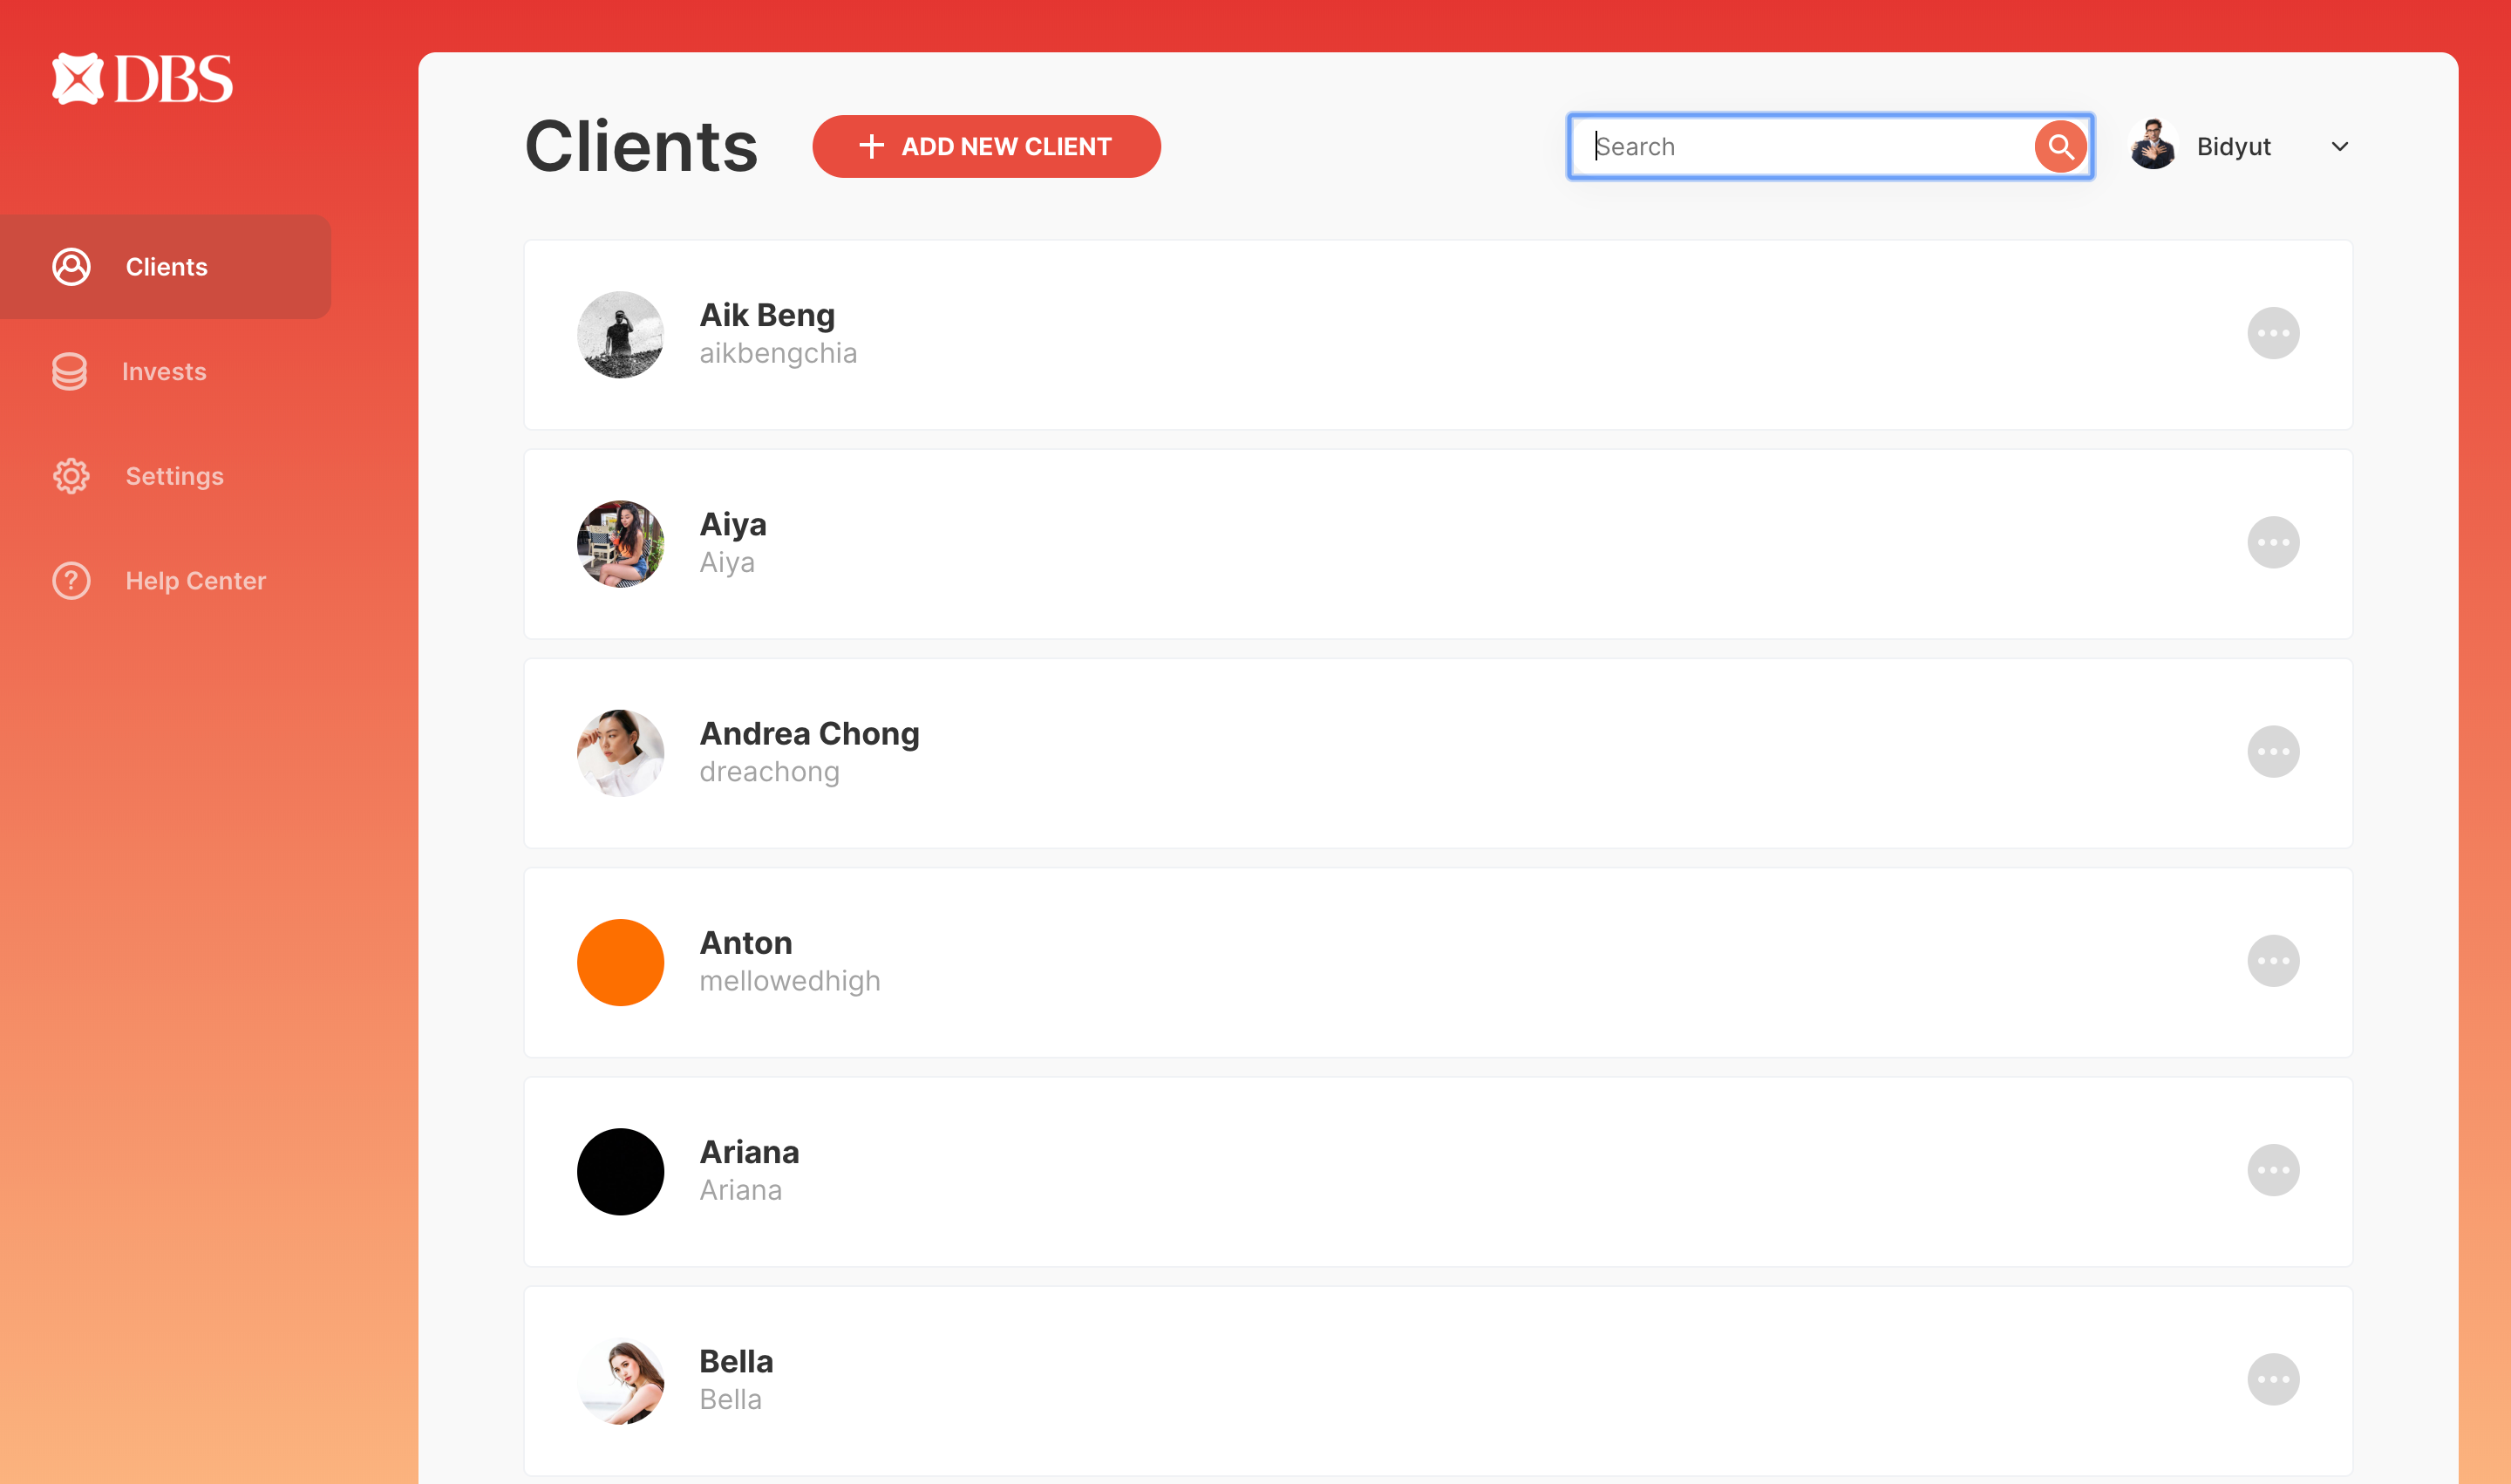 DBS
Clients
Invests
Settings
Help Center
Clients
ADD NEW CLIENT
Search
Bidyut
Aik Beng
aikbengchia
Aiya
Aiya
Andrea Chong
dreachong
Anton
mellowedhigh
Ariana
Ariana
Bella
Bella